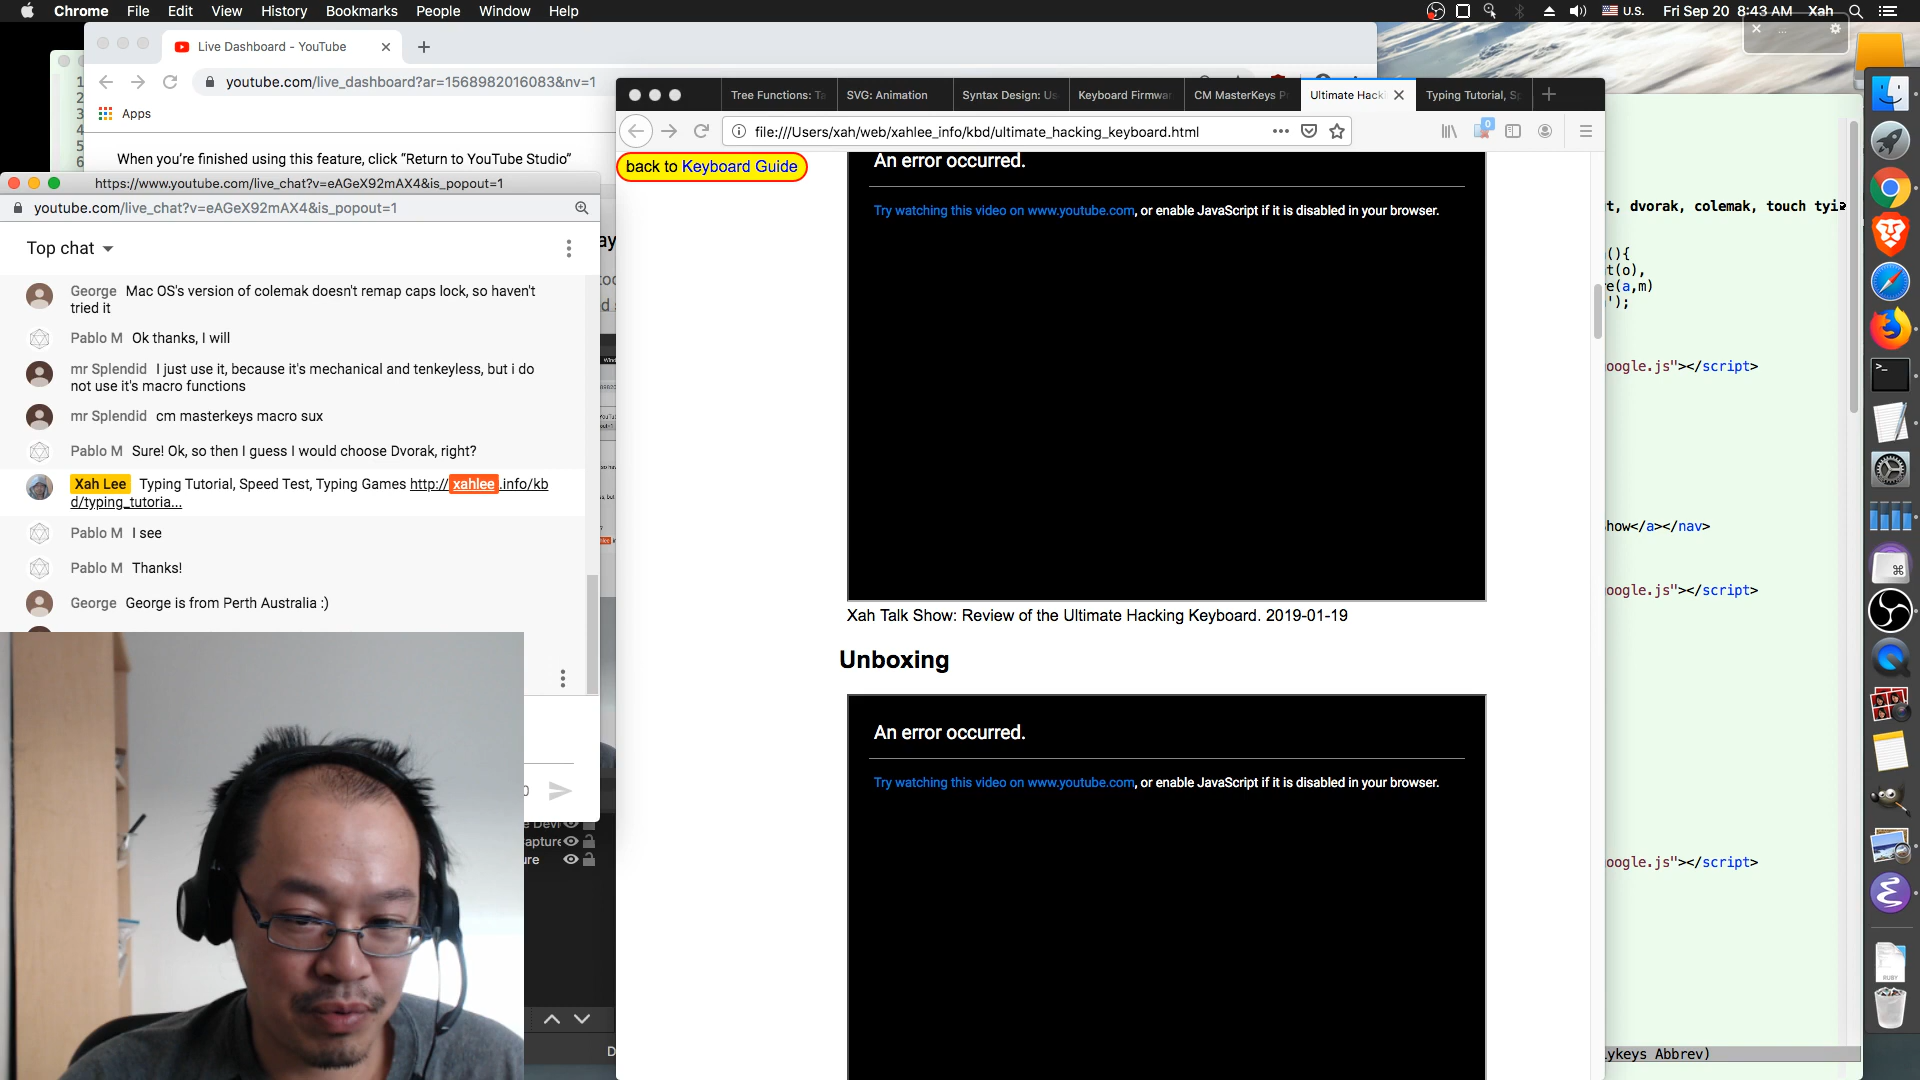 Chrome File Edit View History Bookmarks People Window Help
U.S. Fri Sep 20 8:43 AM Xah
Live Dashboard - YouTube
youtube.com/live_dashboard?ar=1568982016083&nv=1
Apps
When you're finished using this feature, click "Return to YouTube Studio"
1
2
3
4
5
6
https://www.youtube.com/live_chat?v=eAGeX92mAX4&is_popout=1
youtube.com/live_chat?v=eAGeX92mAX4&is_popout=1
Top chat
George Mac OS's version of colemak doesn't remap caps lock, so haven't
tried it
Pablo M Ok thanks, I will
mr Splendid I just use it, because it's mechanical and tenkeyless, but i do
not use it's macro functions
mr Splendid cm masterkeys macro sux
Pablo M Sure! Ok, so then I guess I would choose Dvorak, right?
Xah Lee Typing Tutorial, Speed Test, Typing Games http://xahlee.info/kb
d/typing_tutoria...
Pablo M I see
Pablo M Thanks!
George George is from Perth Australia :)
Tree Functions: Ta
SVG: Animation
Syntax Design: Us
Keyboard Firmwar
CM MasterKeys P
Ultimate Hack
Typing Tutorial, Sp
file:///Users/xah/web/xahlee_info/kbd/ultimate_hacking_keyboard.html
0
back to Keyboard Guide
An error occurred.
Try watching this video on www.youtube.com, or enable JavaScript if it is disabled in your browser.
Xah Talk Show: Review of the Ultimate Hacking Keyboard. 2019-01-19
Unboxing
An error occurred.
Try watching this video on www.youtube.com, or enable JavaScript if it is disabled in your browser.
t, dvorak, colemak, touch tyi
(){
t(o),
e(a,m)
');
oogle.js"></script>
how</a></nav>
oogle.js"></script>
oogle.js"></script>
ykeys Abbrev)
RUBY